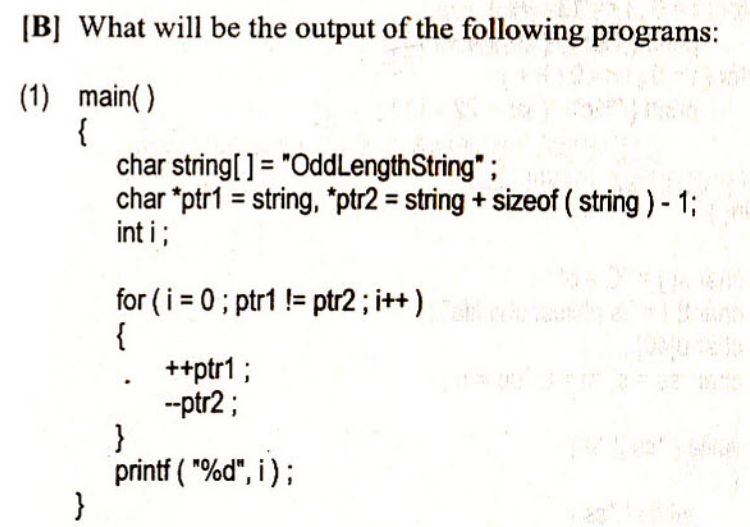 [B] What will be the output of the following programs:
(1) main( )
{
char string[ ] = "OddLengthString" ;
char *ptr1 = string, *ptr2 = string + sizeof ( string ) - 1;
int i ;
for ( i = 0 ; ptr1 != ptr2 ; i++ )
{
++ptr1 ;
--ptr2 ;
}
printf ( "%d", i ) ;
}